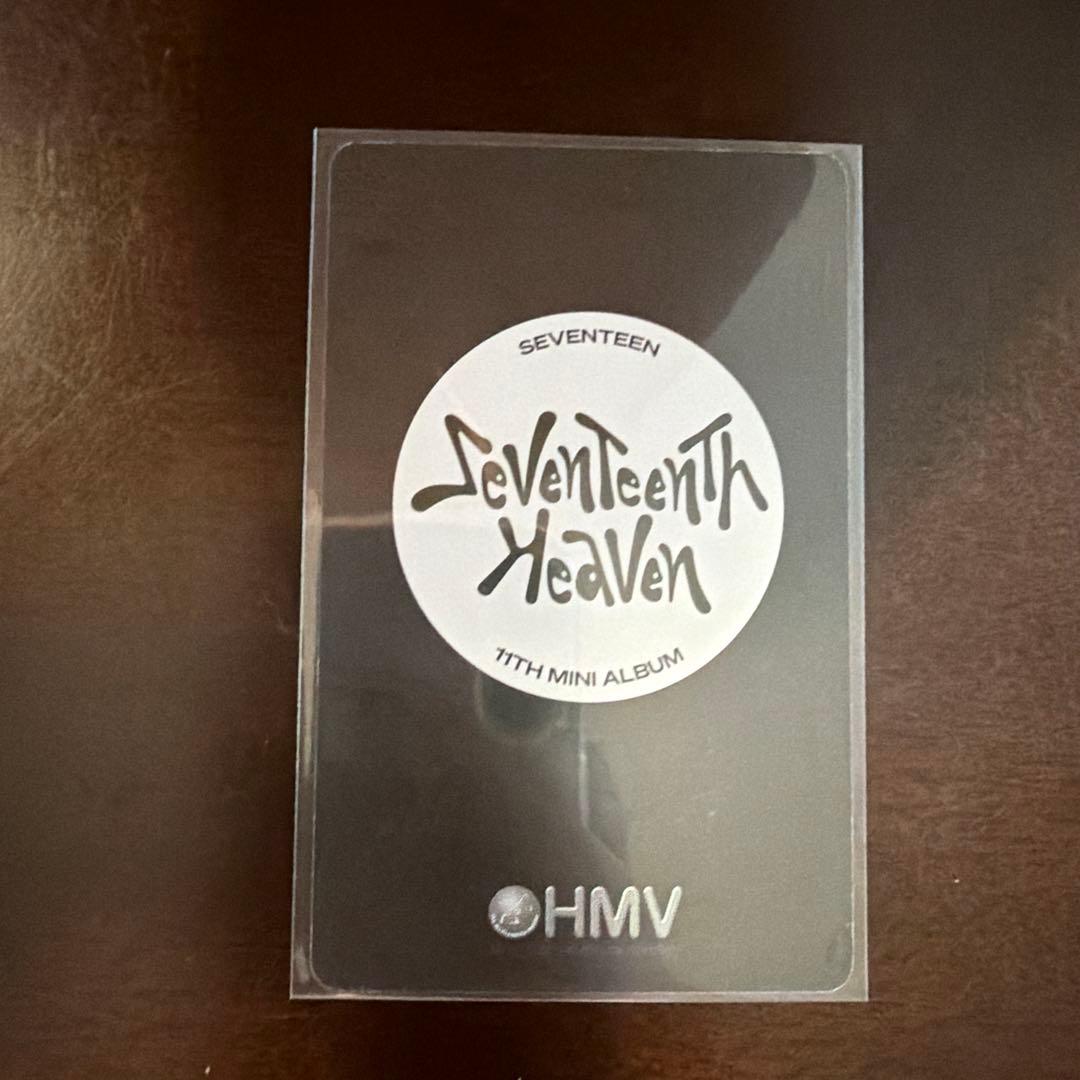 SEVENTEEN
SeVenTeenTh
Heaven
11TH MINI ALBUM
HMV